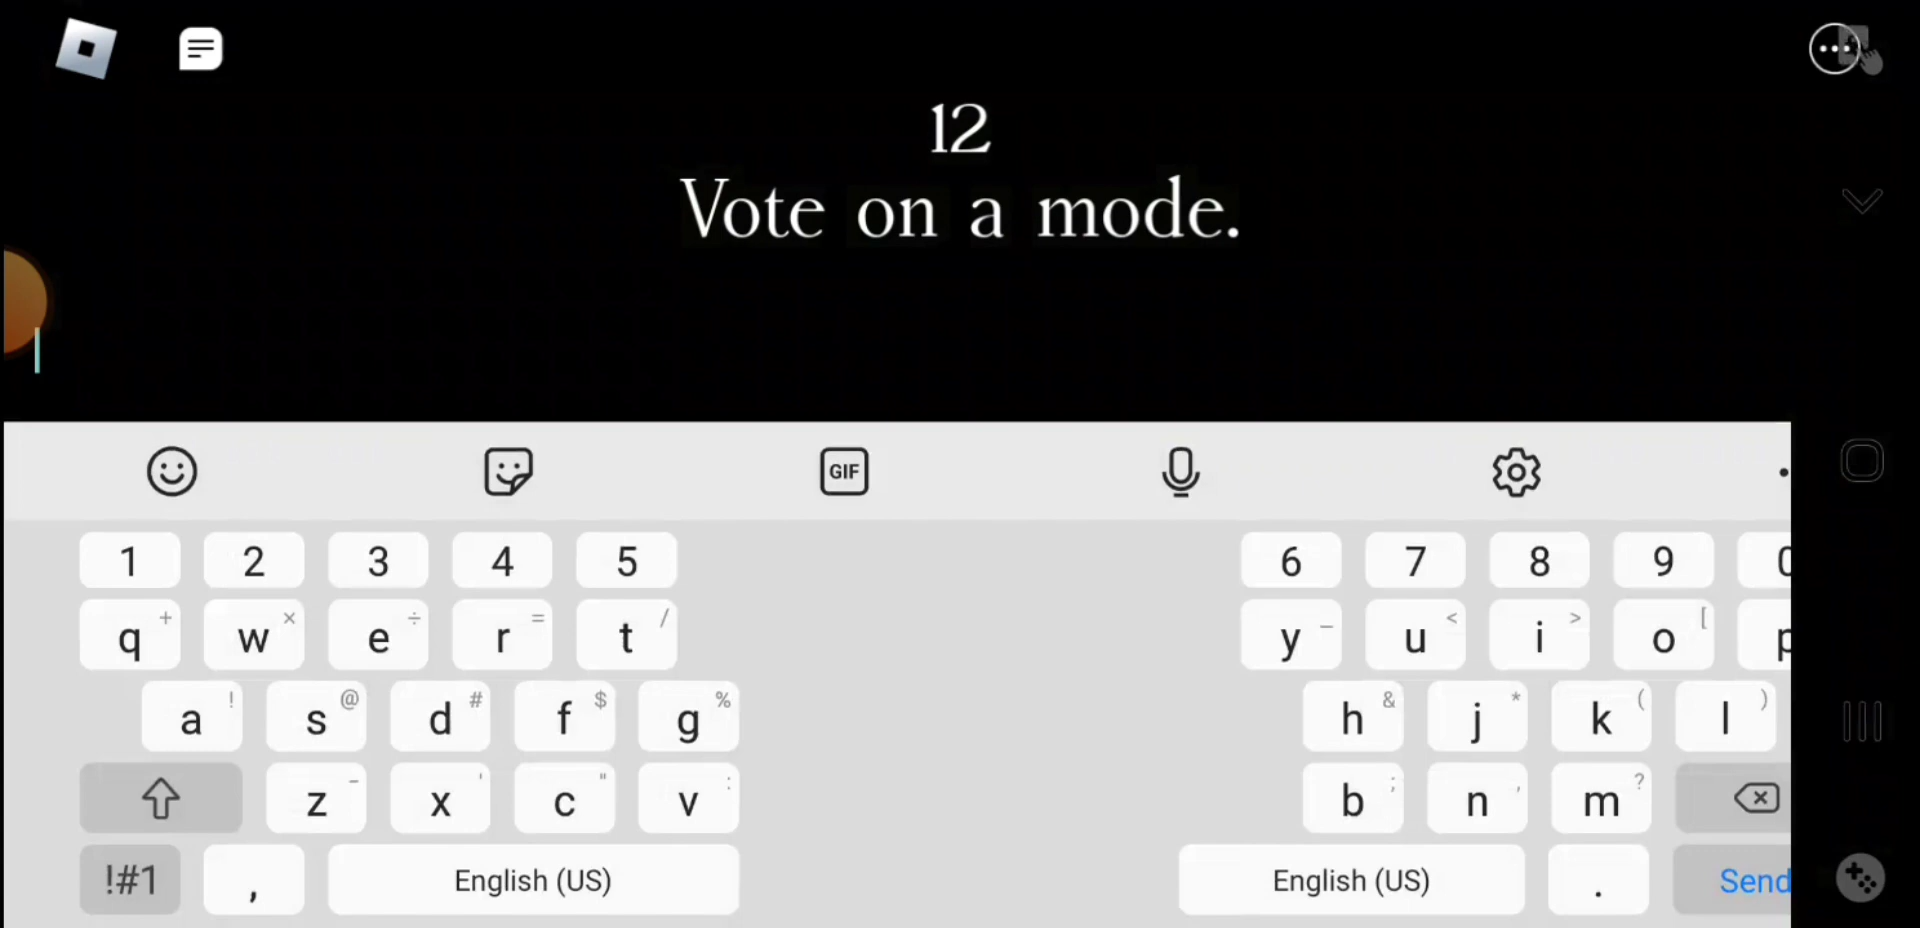 12
Vote on a mode.
GIF
1 2 3 4 5 6 7 8 9 0
q + w × e ÷ r = t / y _ u < i > o [ p
a ! s @ d # f $ g % h & j * k ( l )
z - x ' c " v : b ; n , m ?
!#1 , English (US) English (US) . Send